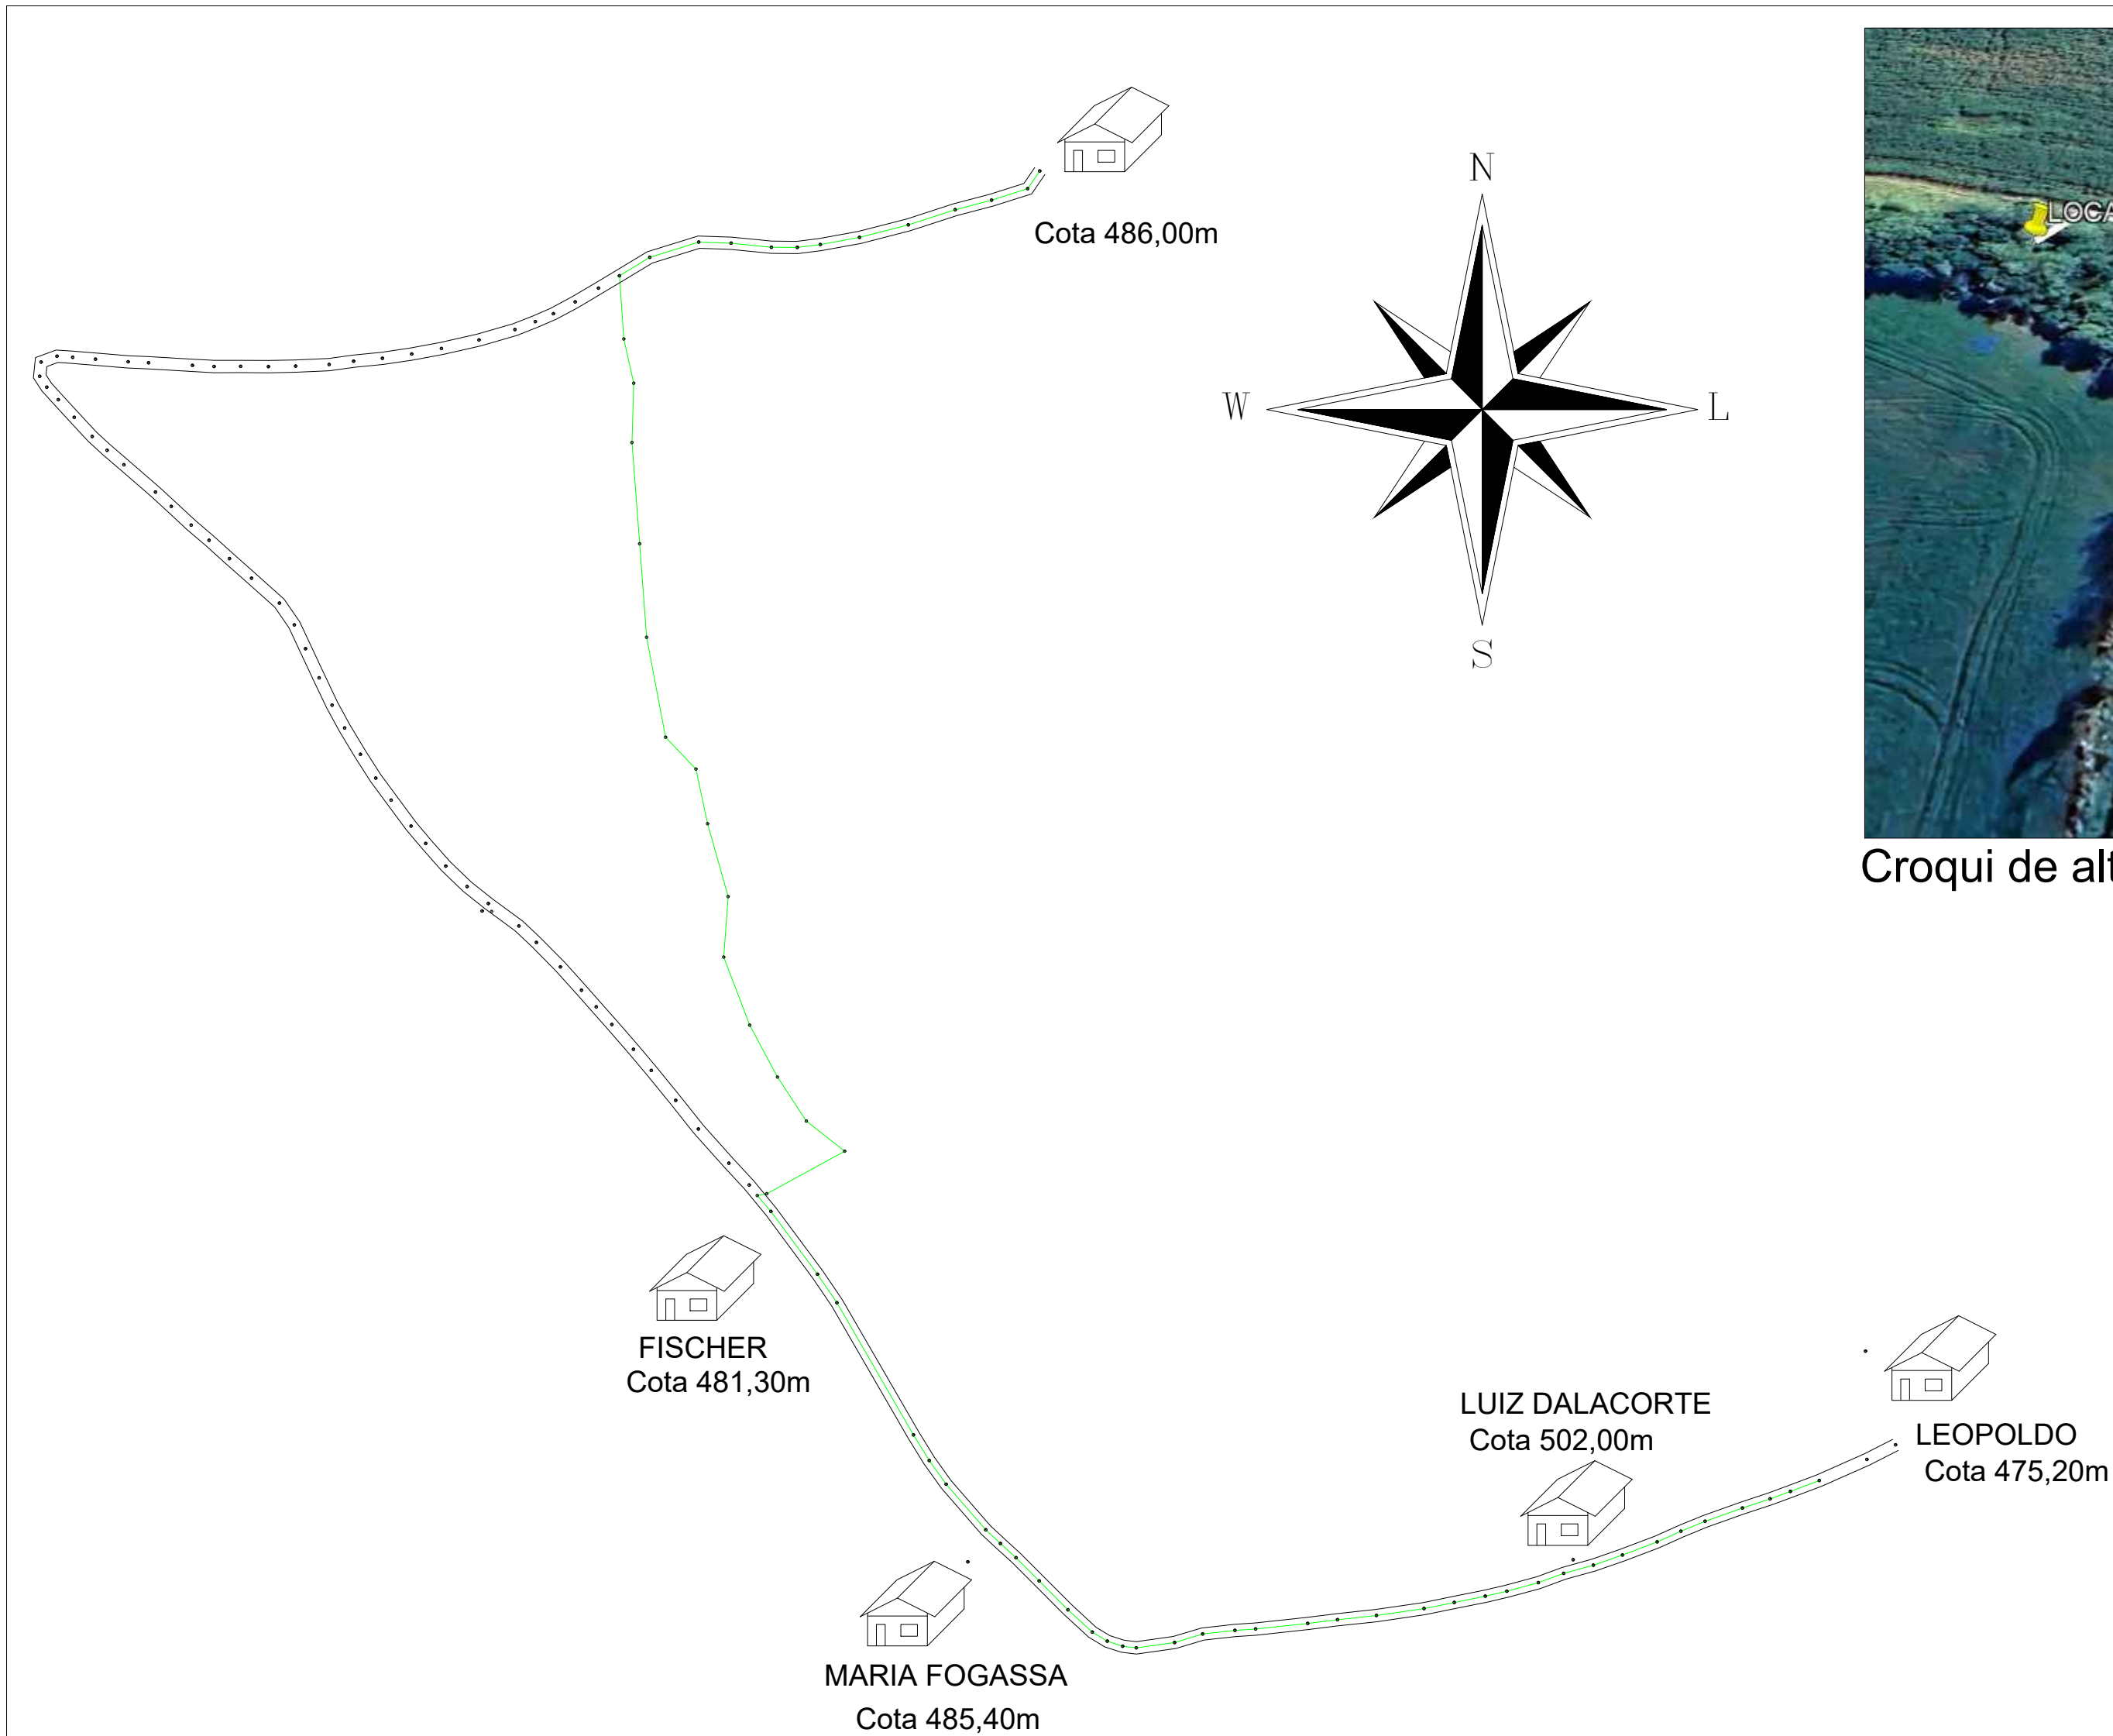 Cota 486,00m
N
W
L
S
LOCA
Croqui de alt
FISCHER
Cota 481,30m
LUIZ DALACORTE
Cota 502,00m
LEOPOLDO
Cota 475,20m
MARIA FOGASSA
Cota 485,40m